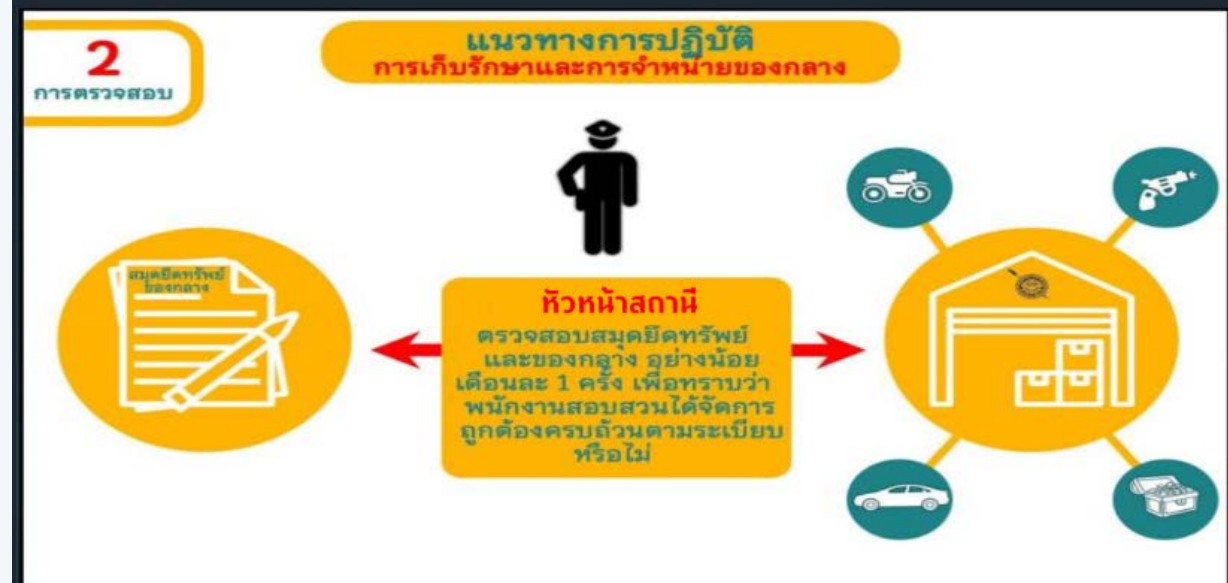 2
การตรวจสอบ
แนวทางการปฏิบัติ
การเก็บรักษาและการจำหน่ายของกลาง
สมุดยึดทรัพย์
ของกลาง
หัวหน้าสถานี
ตรวจสอบสมุดยึดทรัพย์
และของกลาง อย่างน้อย
เดือนละ 1 ครั้ง เพื่อทราบว่า
พนักงานสอบสวนได้จัดการ
ถูกต้องครบถ้วนตามระเบียบ
หรือไม่